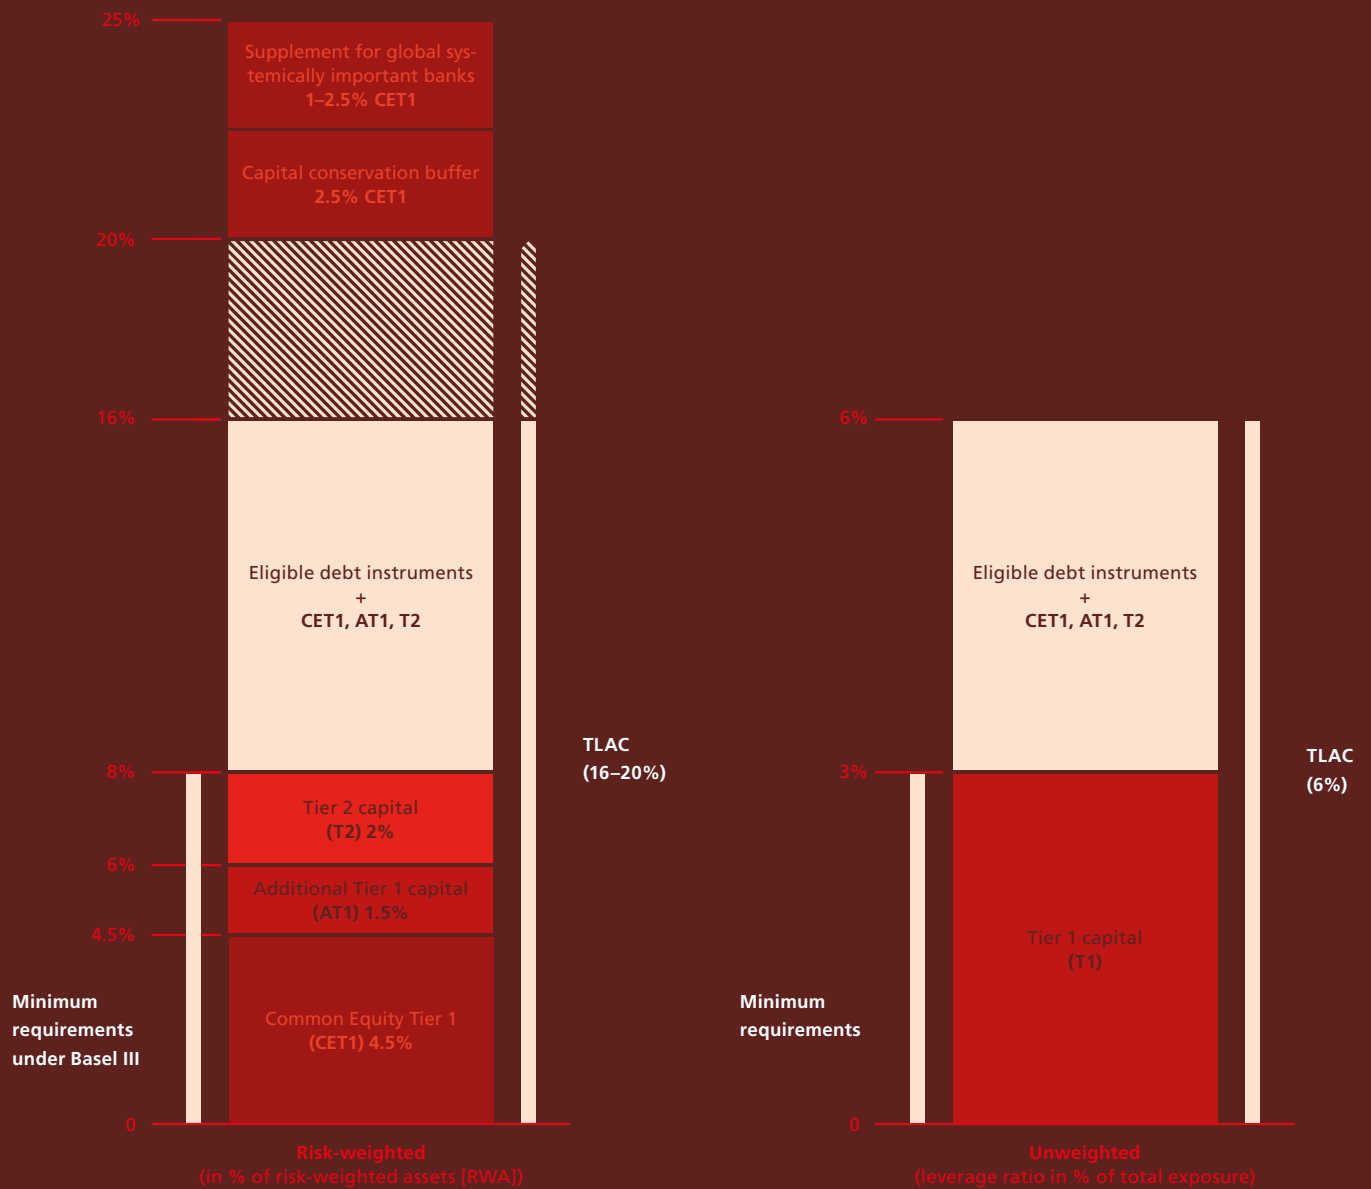 25%
Supplement for global sys-
temically important banks
1–2.5% CET1
Capital conservation buffer
2.5% CET1
20%
16%
Eligible debt instruments
+
CET1, AT1, T2
TLAC
(16–20%)
8%
Tier 2 capital
(T2) 2%
6%
Additional Tier 1 capital
(AT1) 1.5%
4.5%
Minimum
requirements
under Basel III
Common Equity Tier 1
(CET1) 4.5%
0
Risk-weighted
(in % of risk-weighted assets [RWA])
6%
Eligible debt instruments
+
CET1, AT1, T2
TLAC
(6%)
3%
Tier 1 capital
(T1)
Minimum
requirements
0
Unweighted
(leverage ratio in % of total exposure)